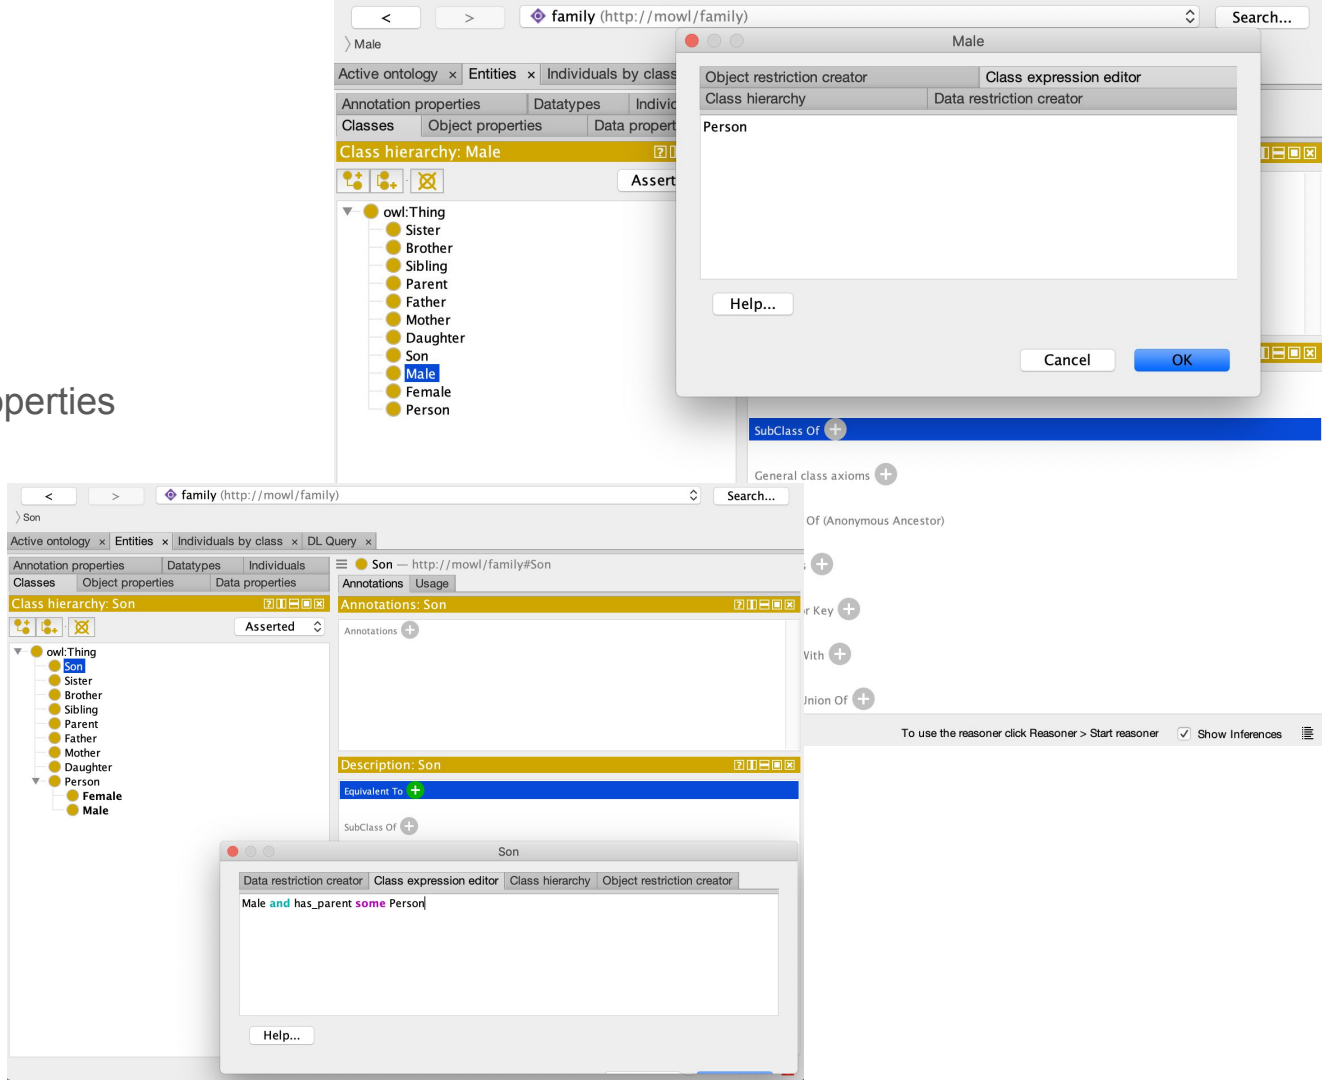 <
>
family (http://mowl/family)
Search...
Male
Active ontology × Entities × Individuals by class
Annotation properties Datatypes
Classes Object properties Data propert
Class hierarchy: Male
Assert
owl:Thing
Sister
Brother
Sibling
Parent
Father
Mother
Daughter
Son
Male
Female
Person
Male
Object restriction creator Class expression editor
Class hierarchy Data restriction creator
Person
Help...
Cancel OK
SubClass Of
General class axioms
Of (Anonymous Ancestor)
Key
With
Union Of
To use the reasoner click Reasoner > Start reasoner Show Inferences
operties
<
>
family (http://mowl/family)
Search...
Son
Active ontology × Entities × Individuals by class × DL Query ×
Annotation properties Datatypes Individuals
Classes Object properties Data properties
Class hierarchy: Son
Asserted
owl:Thing
Son
Sister
Brother
Sibling
Parent
Father
Mother
Daughter
Person
Female
Male
Son — http://mowl/family#Son
Annotations Usage
Annotations: Son
Annotations
Description: Son
Equivalent To
SubClass Of
Son
Data restriction creator Class expression editor Class hierarchy Object restriction creator
Male and has_parent some Person
Help...